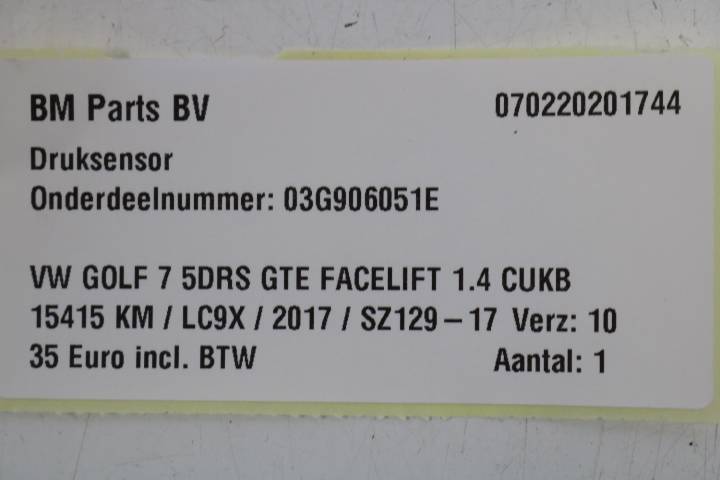 BM Parts BV 070220201744
Druksensor
Onderdeelnummer: 03G906051E
VW GOLF 7 5DRS GTE FACELIFT 1.4 CUKB
15415 KM / LC9X / 2017 / SZ129-17 Verz: 10
35 Euro incl. BTW Aantal: 1